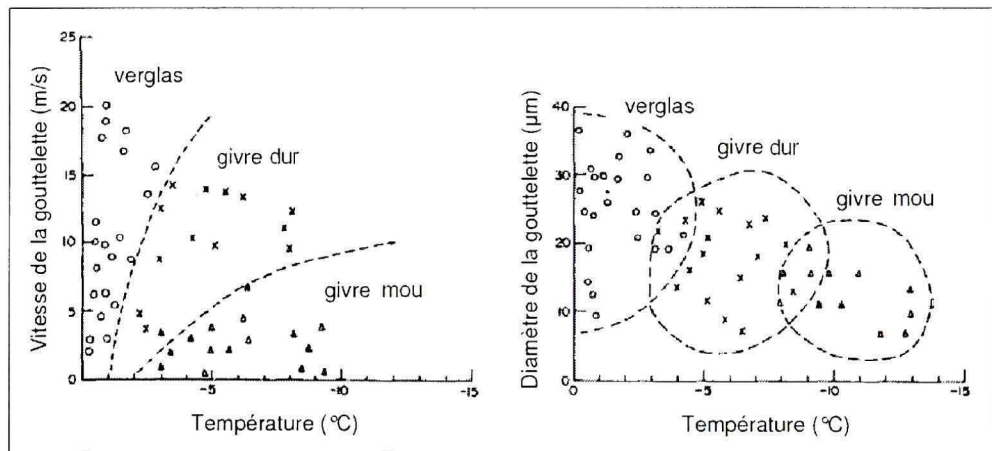 Vitesse de la gouttelette (m/s)
25
20
15
10
5
0
verglas
givre dur
givre mou
-5
-10
-15
Température (°C)
Diamètre de la gouttelette (µm)
40
30
20
10
0
verglas
givre dur
givre mou
-5
-10
-15
Température (°C)